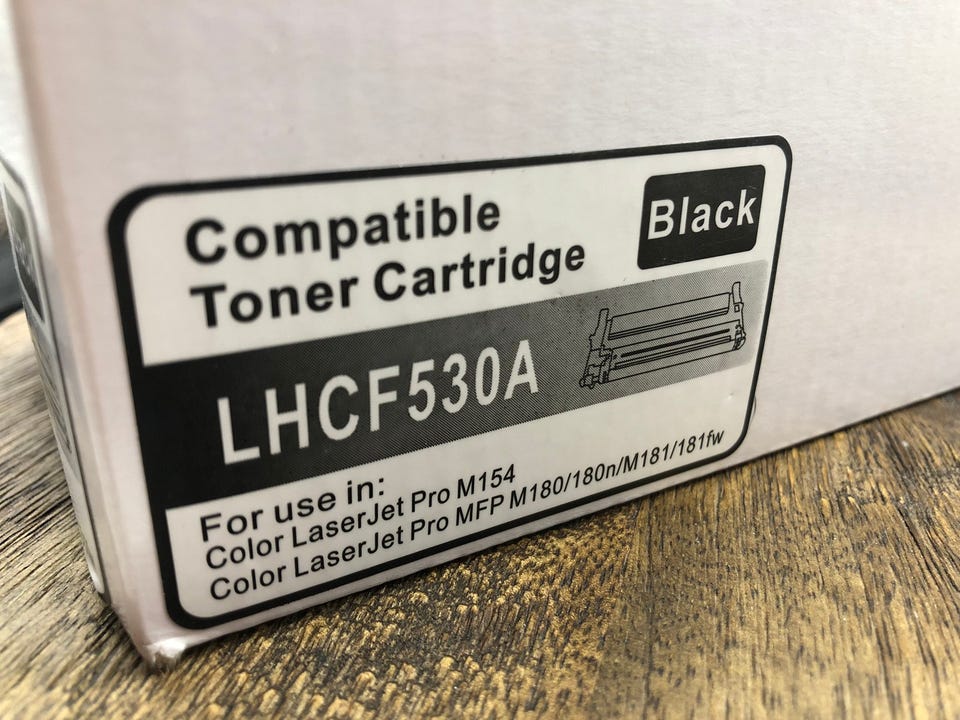 Compatible
Toner Cartridge
Black
LHCF530A
For use in:
Color LaserJet Pro M154
Color LaserJet Pro MFP M180/180n/M181/181fw